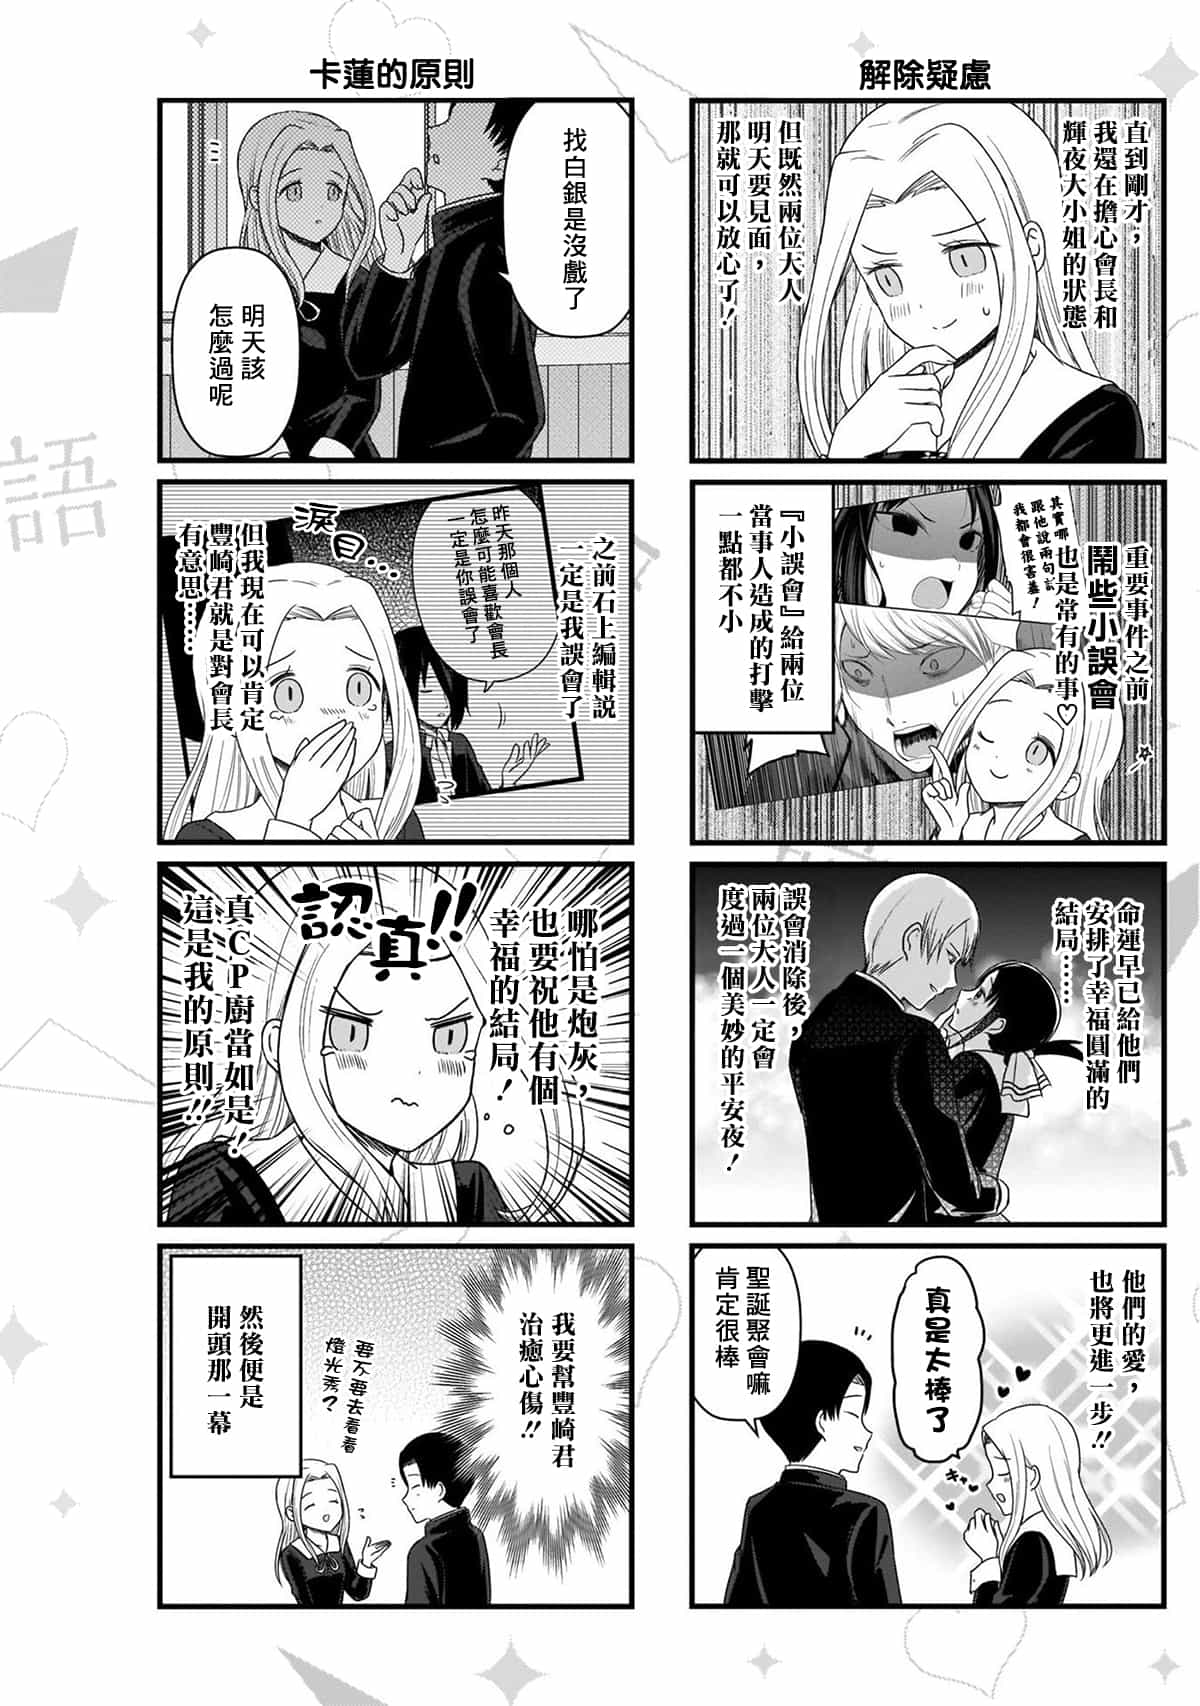 解除疑慮
直到剛才，
我還在擔心會長和
輝夜大小姐的狀態
但既然兩位大人
明天要見面，
那就可以放心了！
重要事件之前
鬧些小誤會
也是常有的事♡
其實哪
跟他說兩句話
我都會很害羞！
『小誤會』給兩位
當事人造成的打擊
一點都不小
命運早已給他們
安排了幸福圓滿的
結局……
誤會消除後，
兩位大人一定會
度過一個美妙的平安夜！
他們的愛，
也將更進一步！！
真是太棒了
聖誕聚會嘛
肯定很棒
卡蓮的原則
找白銀是沒戲了
明天該
怎麼過呢
之前石上編輯說
一定是我誤會了
昨天那個人
怎麼可能喜歡會長
一定是你誤會了
淚目…
但我現在可以肯定
豐崎君就是對會長
有意思……
哪怕是炮灰，
也要祝他有個
幸福的結局！
認真！！
真CP廚當如是！
這是我的原則！！
我要幫豐崎君
治癒心傷！！
要不要去看看
燈光秀？
然後便是
開頭那一幕
語